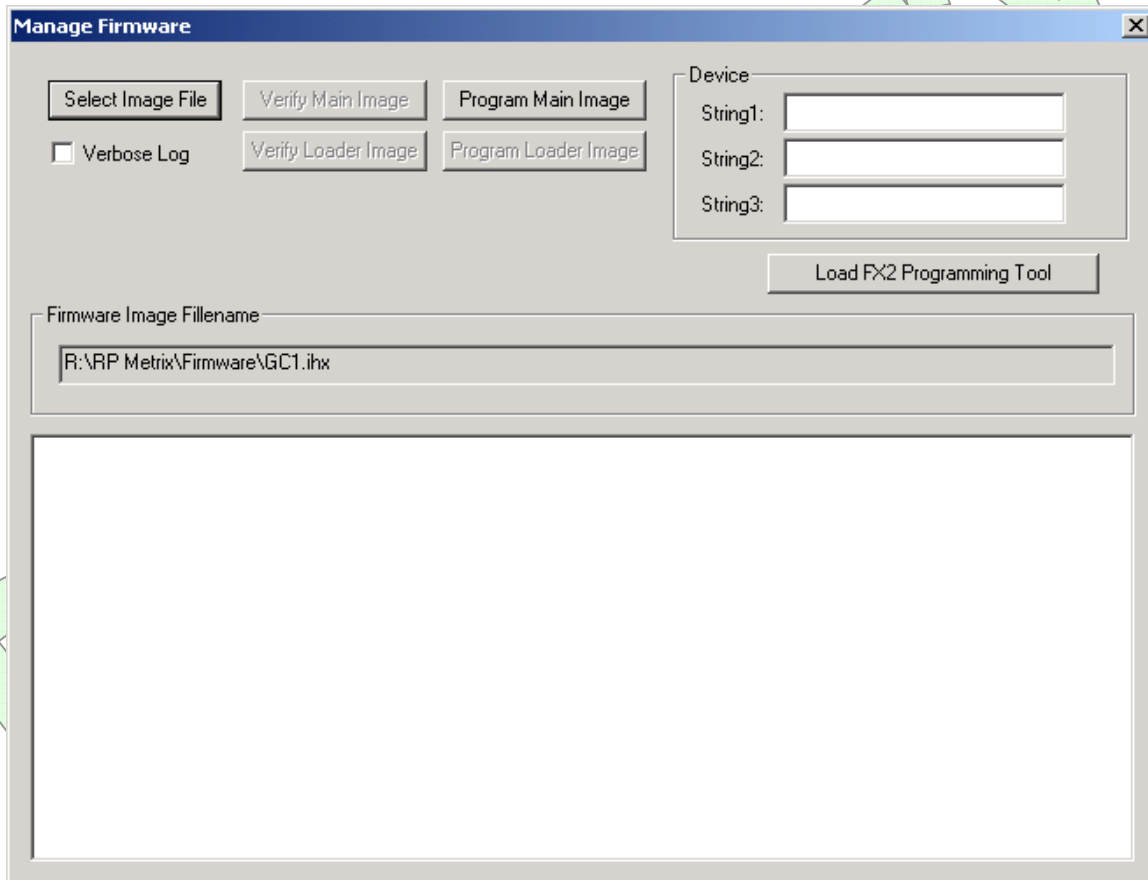 Manage Firmware
Select Image File
Verify Main Image
Program Main Image
Verbose Log
Verify Loader Image
Program Loader Image
Device
String1:
String2:
String3:
Load FX2 Programming Tool
Firmware Image Fillename
R:\RP Metrix\Firmware\GC1.ihx